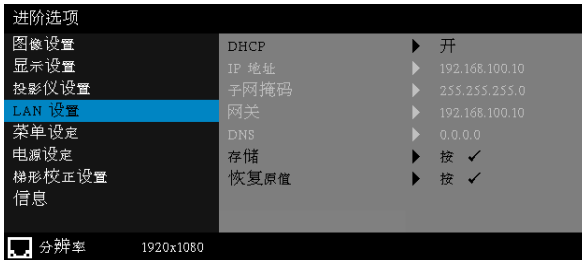 进阶选项
图像设置
显示设置
投影仪设置
LAN 设置
菜单设定
电源设定
梯形校正设置
信息
DHCP 开
IP 地址 192.168.100.10
子网掩码 255.255.255.0
网关 192.168.100.10
DNS 0.0.0.0
存储 按 ✓
恢复原值 按 ✓
分辨率 1920x1080